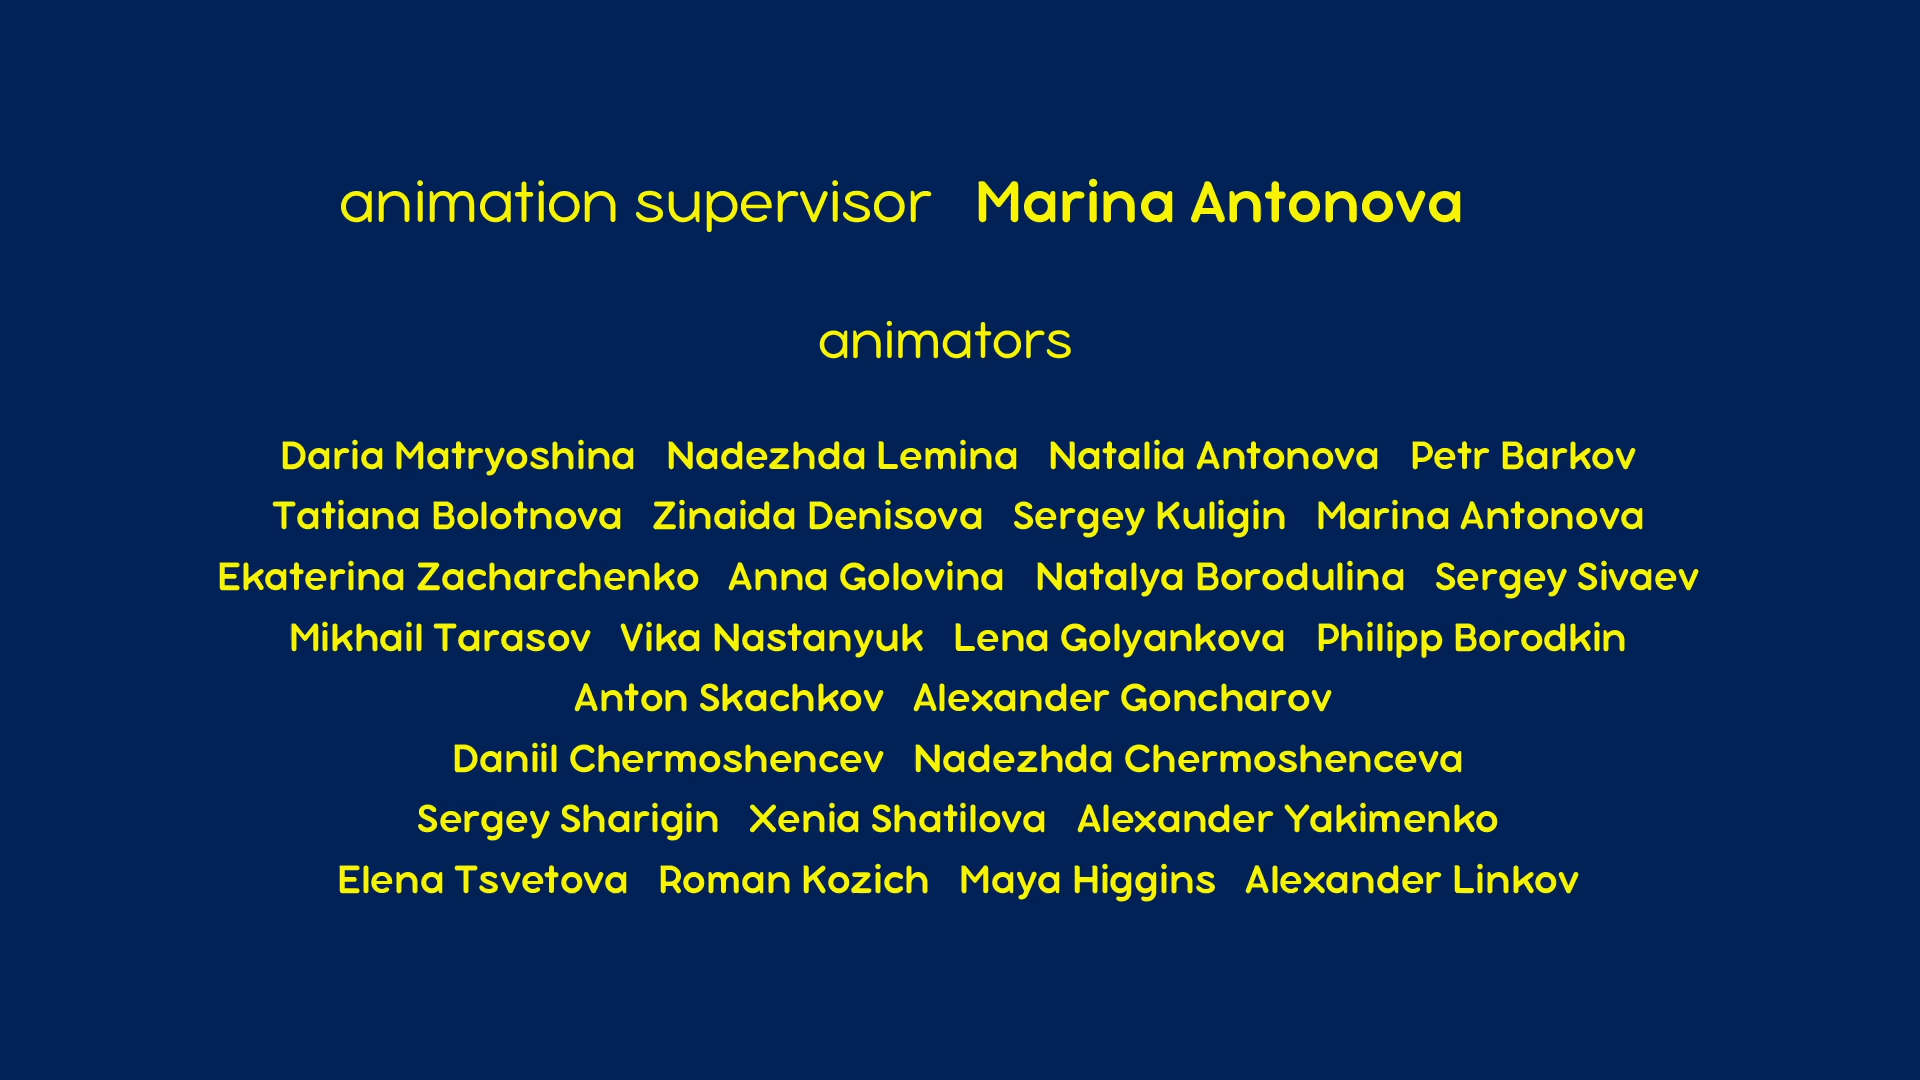 animation supervisor Marina Antonova
animators
Daria Matryoshina Nadezhda Lemina Natalia Antonova Petr Barkov
Tatiana Bolotnova Zinaida Denisova Sergey Kuligin Marina Antonova
Ekaterina Zacharchenko Anna Golovina Natalya Borodulina Sergey Sivaev
Mikhail Tarasov Vika Nastanyuk Lena Golyankova Philipp Borodkin
Anton Skachkov Alexander Goncharov
Daniil Chermoshencev Nadezhda Chermoshenceva
Sergey Sharigin Xenia Shatilova Alexander Yakimenko
Elena Tsvetova Roman Kozich Maya Higgins Alexander Linkov